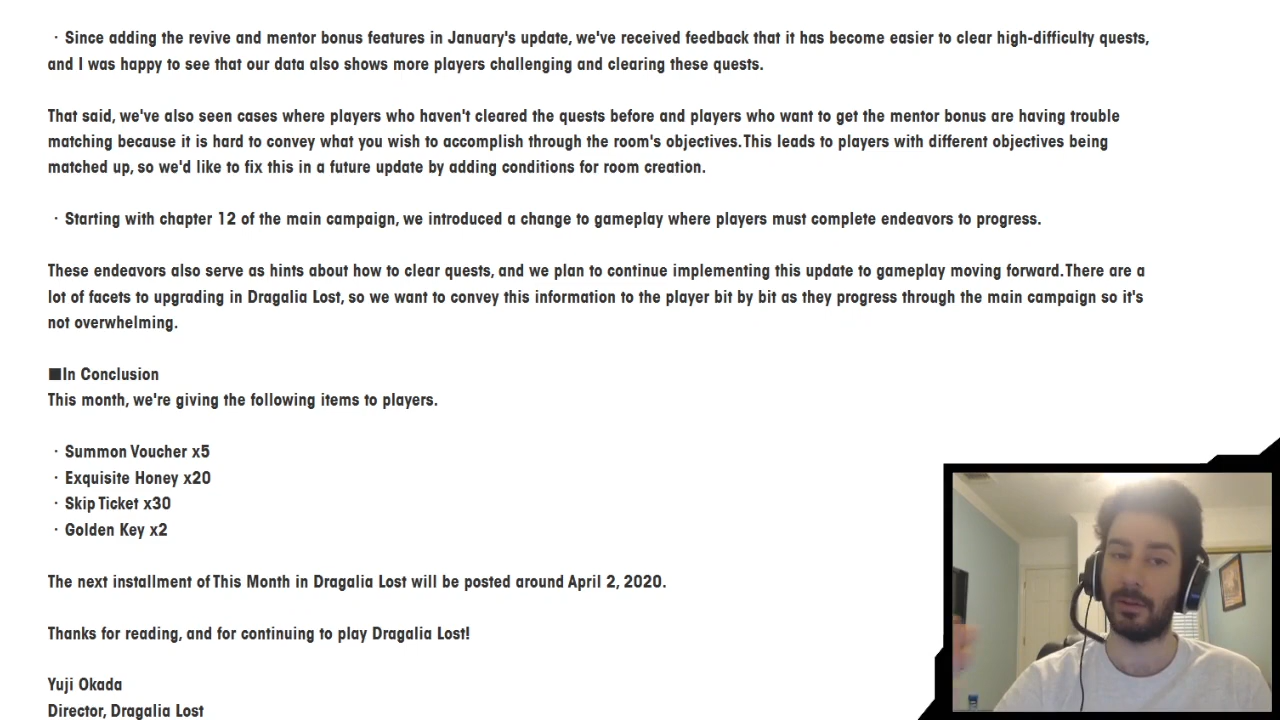 · Since adding the revive and mentor bonus features in January's update, we've received feedback that it has become easier to clear high-difficulty quests,
and I was happy to see that our data also shows more players challenging and clearing these quests.
That said, we've also seen cases where players who haven't cleared the quests before and players who want to get the mentor bonus are having trouble
matching because it is hard to convey what you wish to accomplish through the room's objectives.This leads to players with different objectives being
matched up, so we'd like to fix this in a future update by adding conditions for room creation.
· Starting with chapter 12 of the main campaign, we introduced a change to gameplay where players must complete endeavors to progress.
These endeavors also serve as hints about how to clear quests, and we plan to continue implementing this update to gameplay moving forward.There are a
lot of facets to upgrading in Dragalia Lost, so we want to convey this information to the player bit by bit as they progress through the main campaign so it's
not overwhelming.
■In Conclusion
This month, we're giving the following items to players.
· Summon Voucher x5
· Exquisite Honey x20
· Skip Ticket x30
· Golden Key x2
The next installment of This Month in Dragalia Lost will be posted around April 2, 2020.
Thanks for reading, and for continuing to play Dragalia Lost!
Yuji Okada
Director, Dragalia Lost